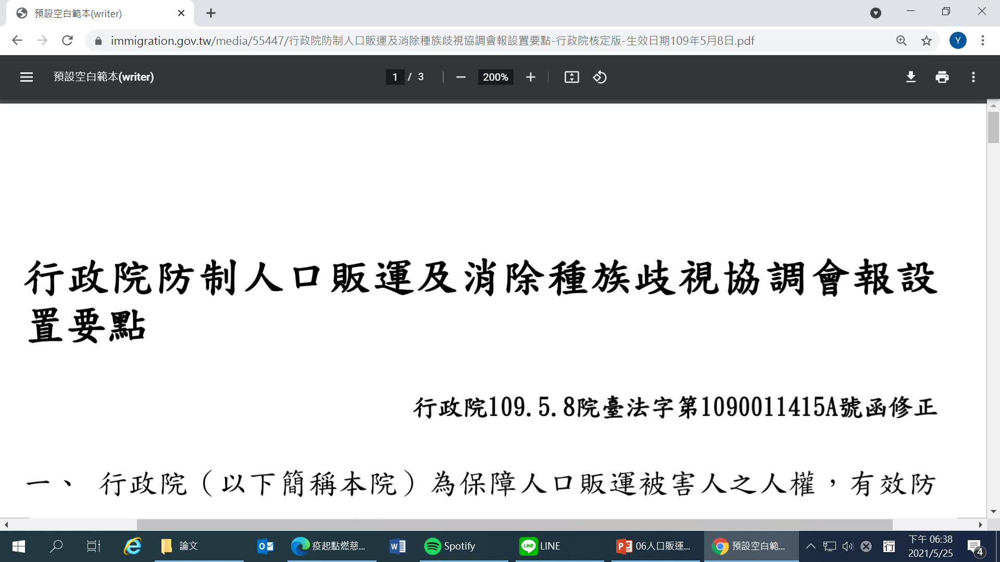 預設空白範本(writer)
immigration.gov.tw/media/55447/行政院防制人口販運及消除種族歧視協調會報設置要點-行政院核定版-生效日期109年5月8日.pdf
Y
預設空白範本(writer)
1 / 3
200%
行政院防制人口販運及消除種族歧視協調會報設
置要點
行政院109.5.8院臺法字第1090011415A號函修正
一、 行政院（以下簡稱本院）為保障人口販運被害人之人權，有效防
論文
疫起點燃慈...
Spotify
LINE
06人口販運...
預設空白範...
行
下午 06:38
2021/5/25
4